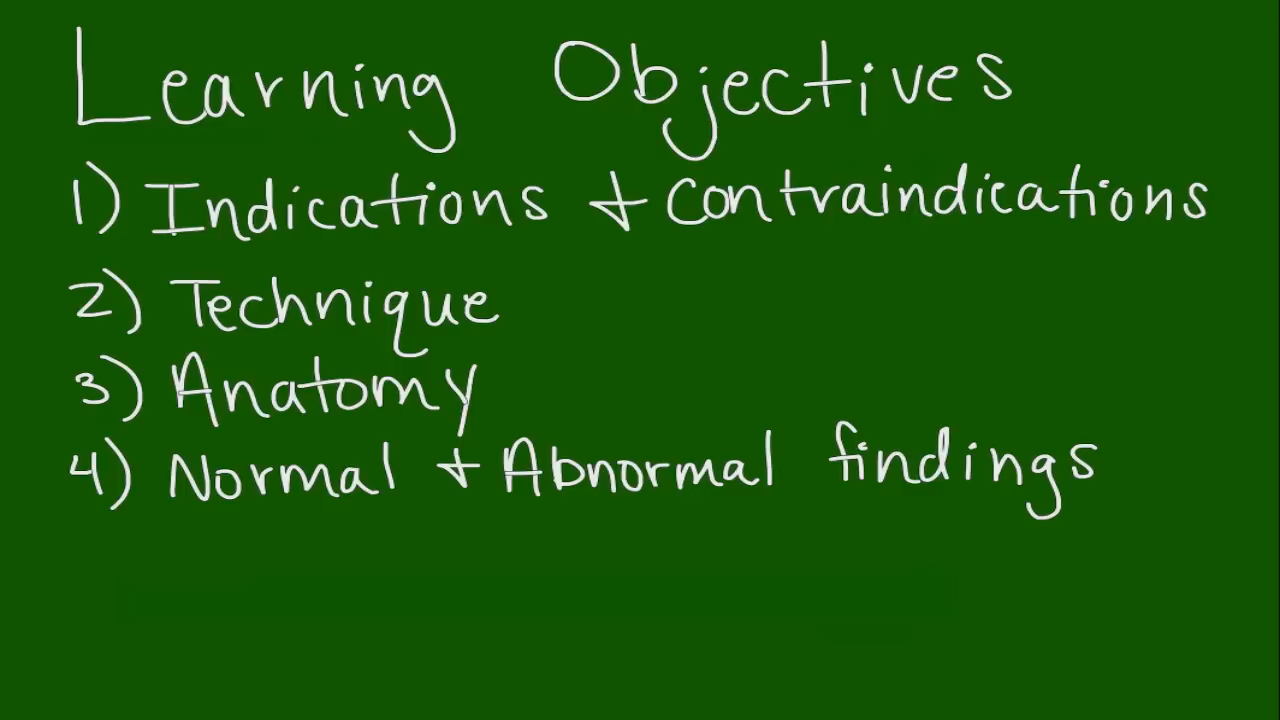 Learning Objectives
1) Indications + Contraindications
2) Technique
3) Anatomy
4) Normal + Abnormal findings